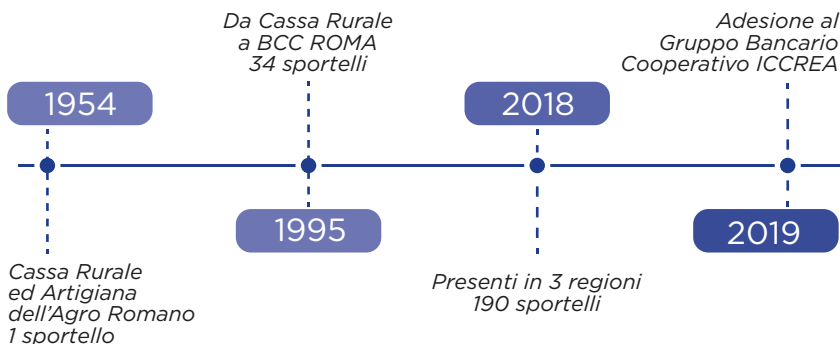 1954
Cassa Rurale
ed Artigiana
dell'Agro Romano
1 sportello
Da Cassa Rurale
a BCC ROMA
34 sportelli
1995
2018
Presenti in 3 regioni
190 sportelli
Adesione al
Gruppo Bancario
Cooperativo ICCREA
2019